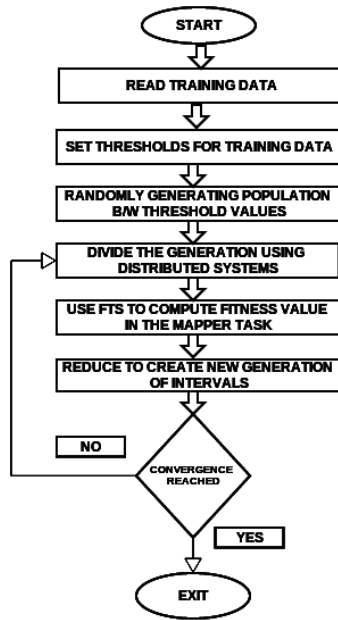 START
READ TRAINING DATA
SET THRESHOLDS FOR TRAINING DATA
RANDOMLY GENERATING POPULATION
B/W THRESHOLD VALUES
DIVIDE THE GENERATION USING
DISTRIBUTED SYSTEMS
USE FTS TO COMPUTE FITNESS VALUE
IN THE MAPPER TASK
REDUCE TO CREATE NEW GENERATION
OF INTERVALS
NO
CONVERGENCE
REACHED
YES
EXIT